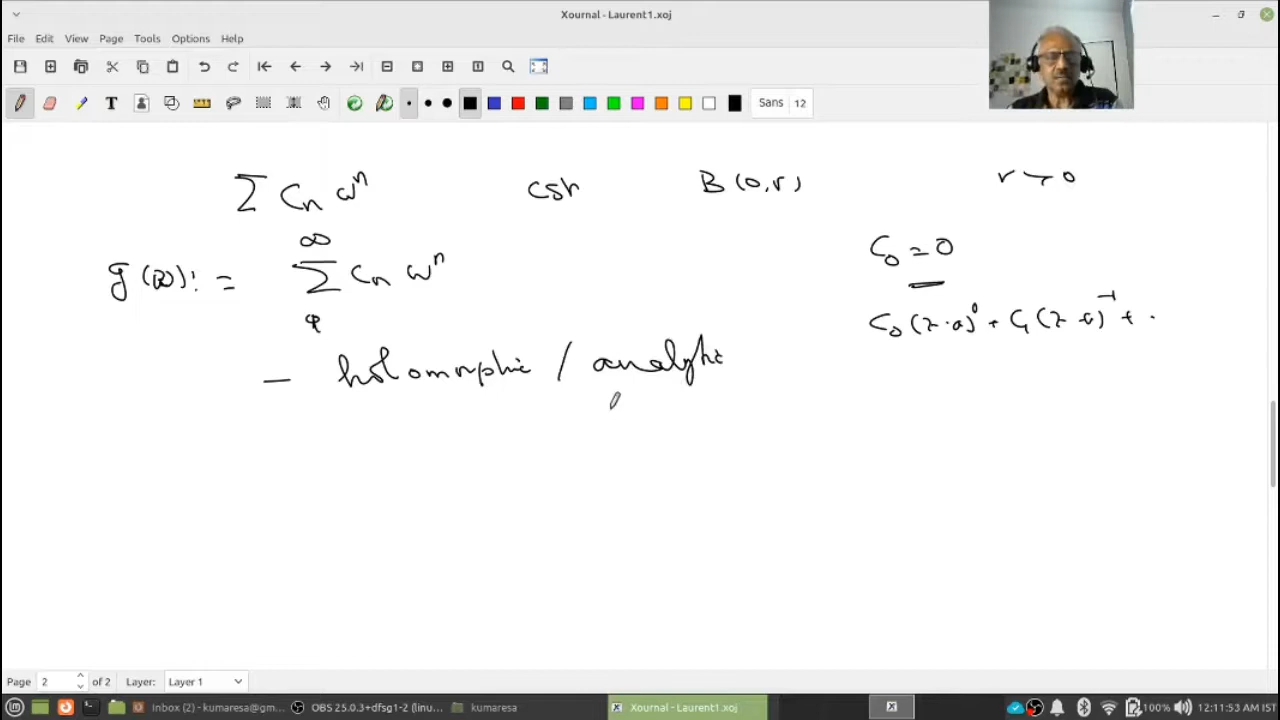 Xournal - Laurent1.xoj
File Edit View Page Tools Options Help
Sans 12
Σ Cn ωⁿ csr B(0,r) r > 0
C₀ = 0
∞
g(ω) := Σ Cn ωⁿ
C₀(z-a)⁰ + C₁(z-a)⁻¹ + ..
- holomorphic / analytic
Page 2 of 2 Layer: Layer 1
Inbox (2) - kumaresa@gm... OBS 25.0.3+dfsg1-2 (linu... kumaresa Xournal - Laurent1.xoj 100% 12:11:53 AM IST